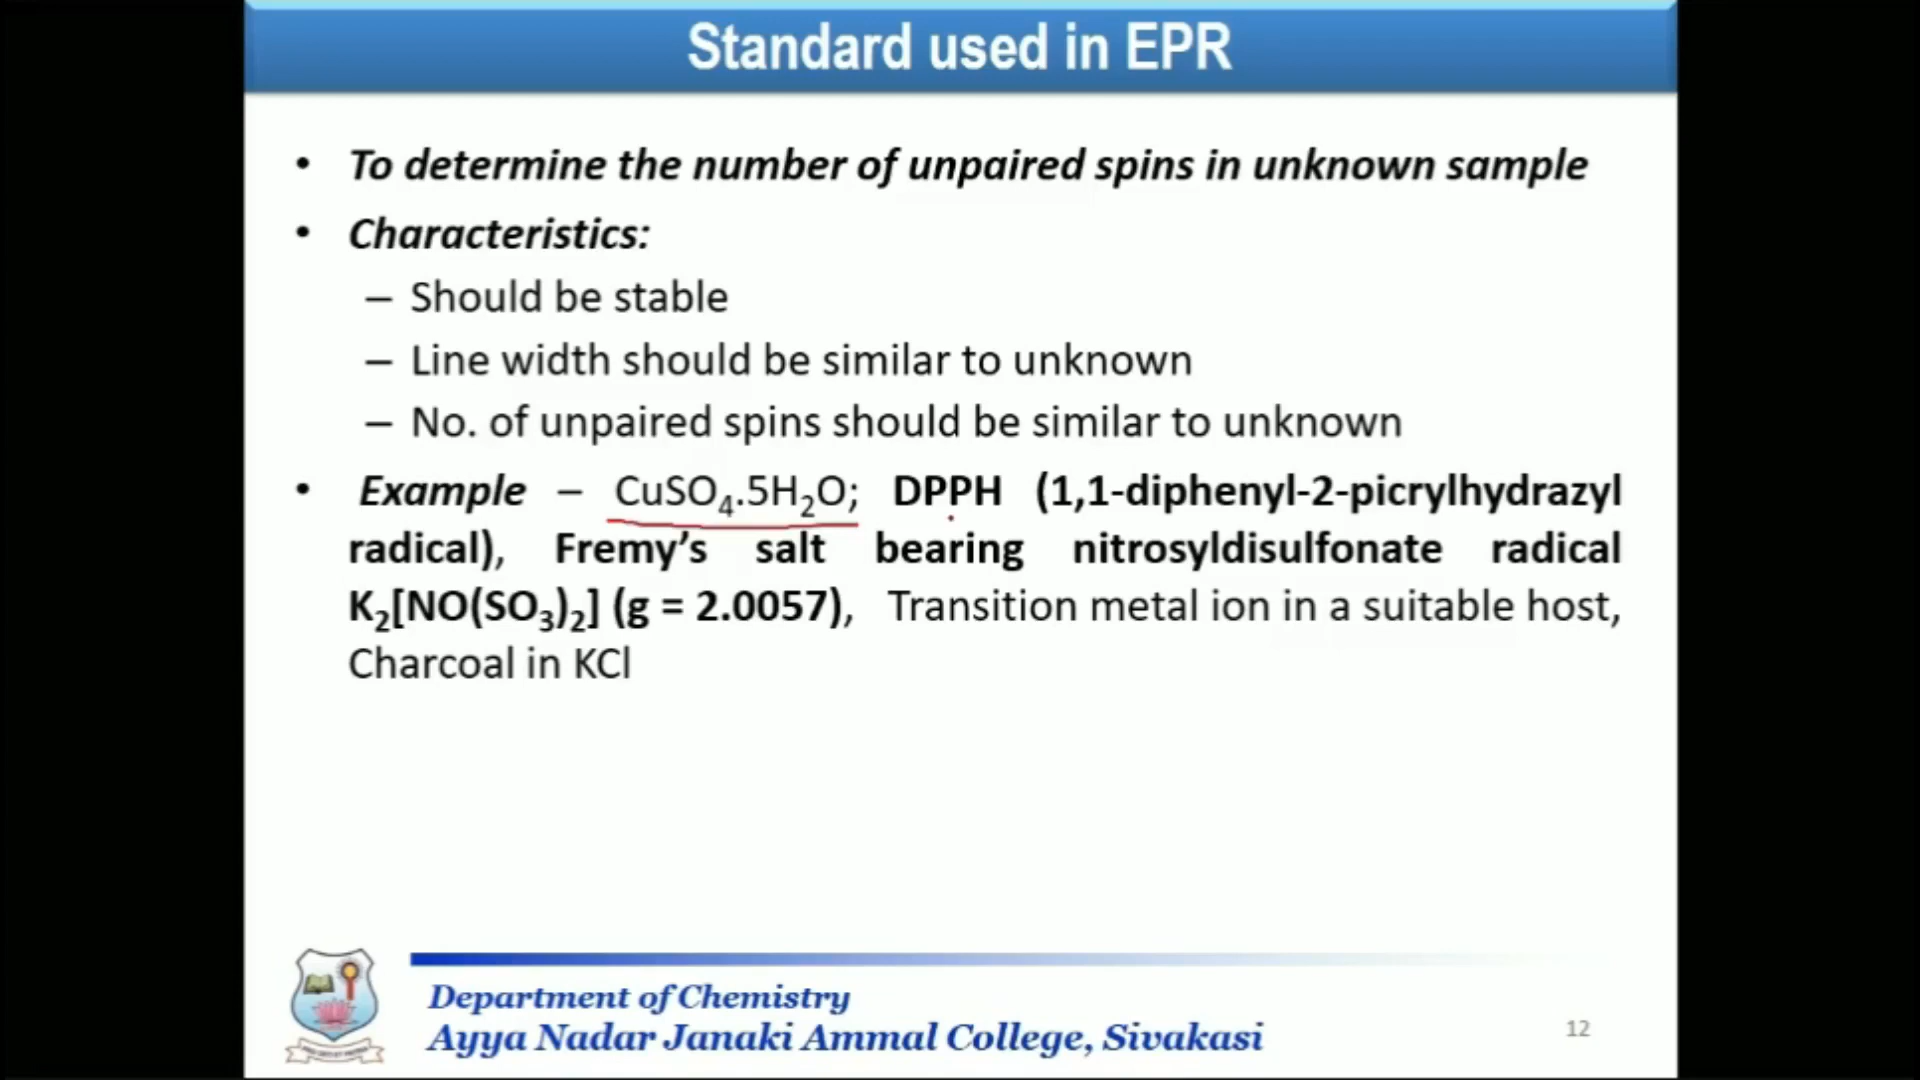 Standard used in EPR
• To determine the number of unpaired spins in unknown sample
• Characteristics:
– Should be stable
– Line width should be similar to unknown
– No. of unpaired spins should be similar to unknown
• Example – CuSO₄.5H₂O; DPPH (1,1-diphenyl-2-picrylhydrazyl
radical), Fremy’s salt bearing nitrosyldisulfonate radical
K₂[NO(SO₃)₂] (g = 2.0057), Transition metal ion in a suitable host,
Charcoal in KCl
Department of Chemistry
Ayya Nadar Janaki Ammal College, Sivakasi
12